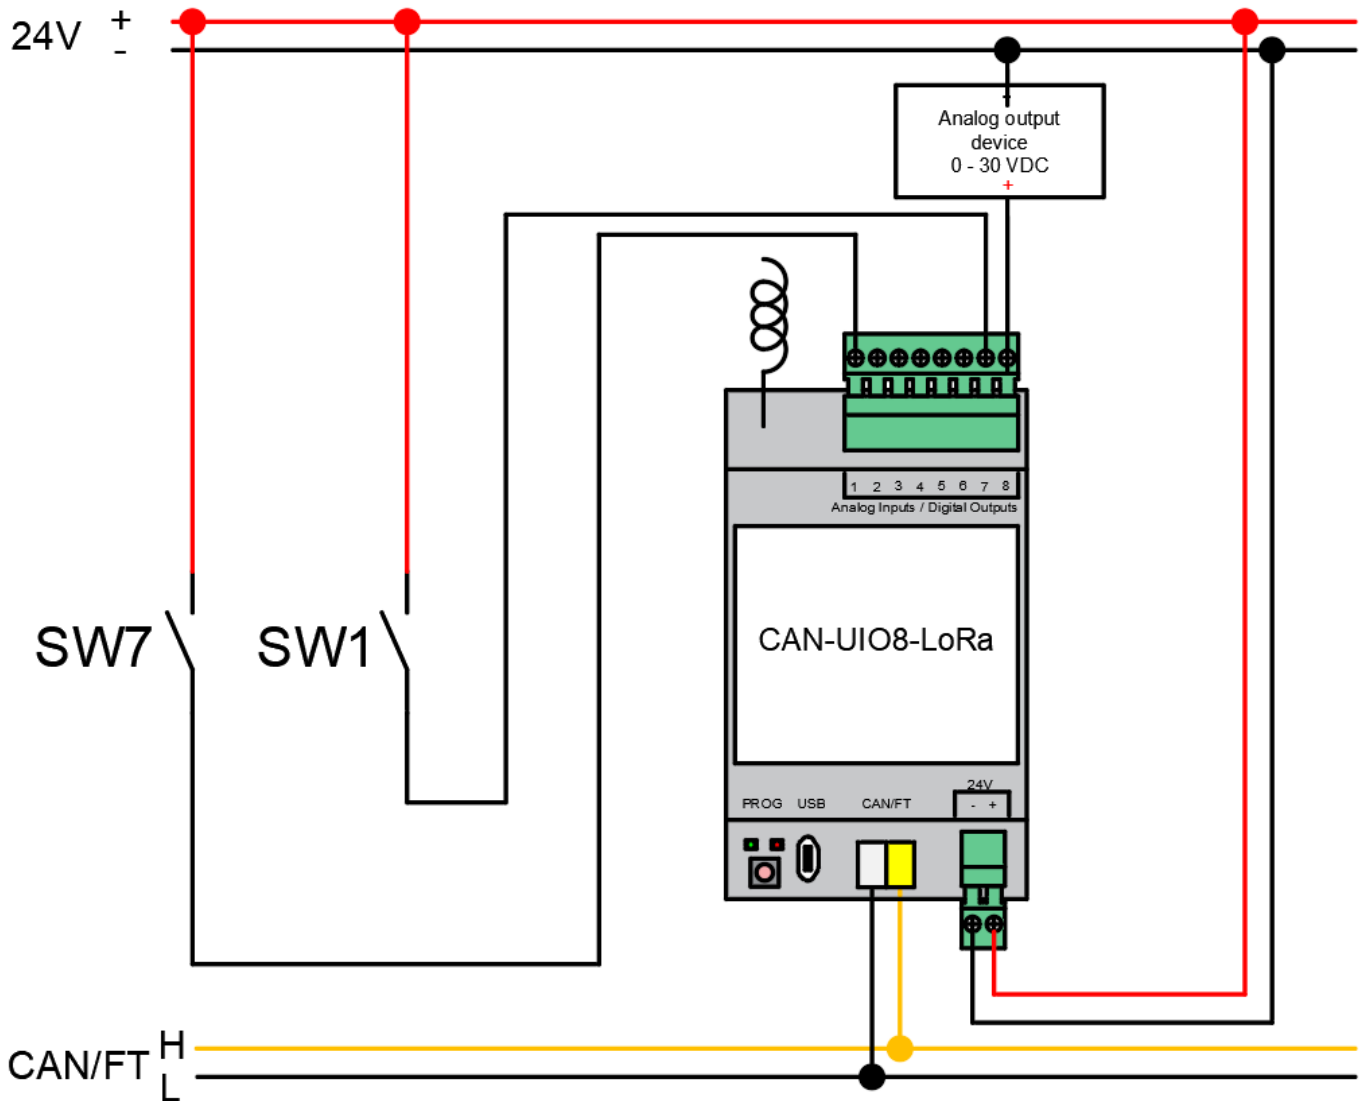 24V + -
-
Analog output
device
0 - 30 VDC
+
1 2 3 4 5 6 7 8
Analog Inputs / Digital Outputs
SW7
SW1
CAN-UIO8-LoRa
24V
PROG USB CAN/FT - +
CAN/FT H
L